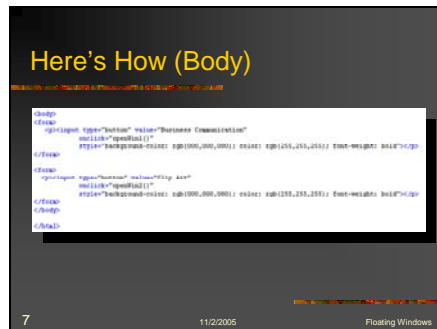 Here's How (Body)
<body>
<form>
<p><input type="button" value="Business Communication"
onclick="openWin1()"
style="background-color: rgb(000,000,000); color: rgb(255,255,255); font-weight: bold"></p>
</form>
<form>
<p><input type="button" value="Clip Art"
onclick="openWin2()"
style="background-color: rgb(000,000,000); color: rgb(255,255,255); font-weight: bold"></p>
</form>
</body>
</html>
7
11/2/2005
Floating Windows